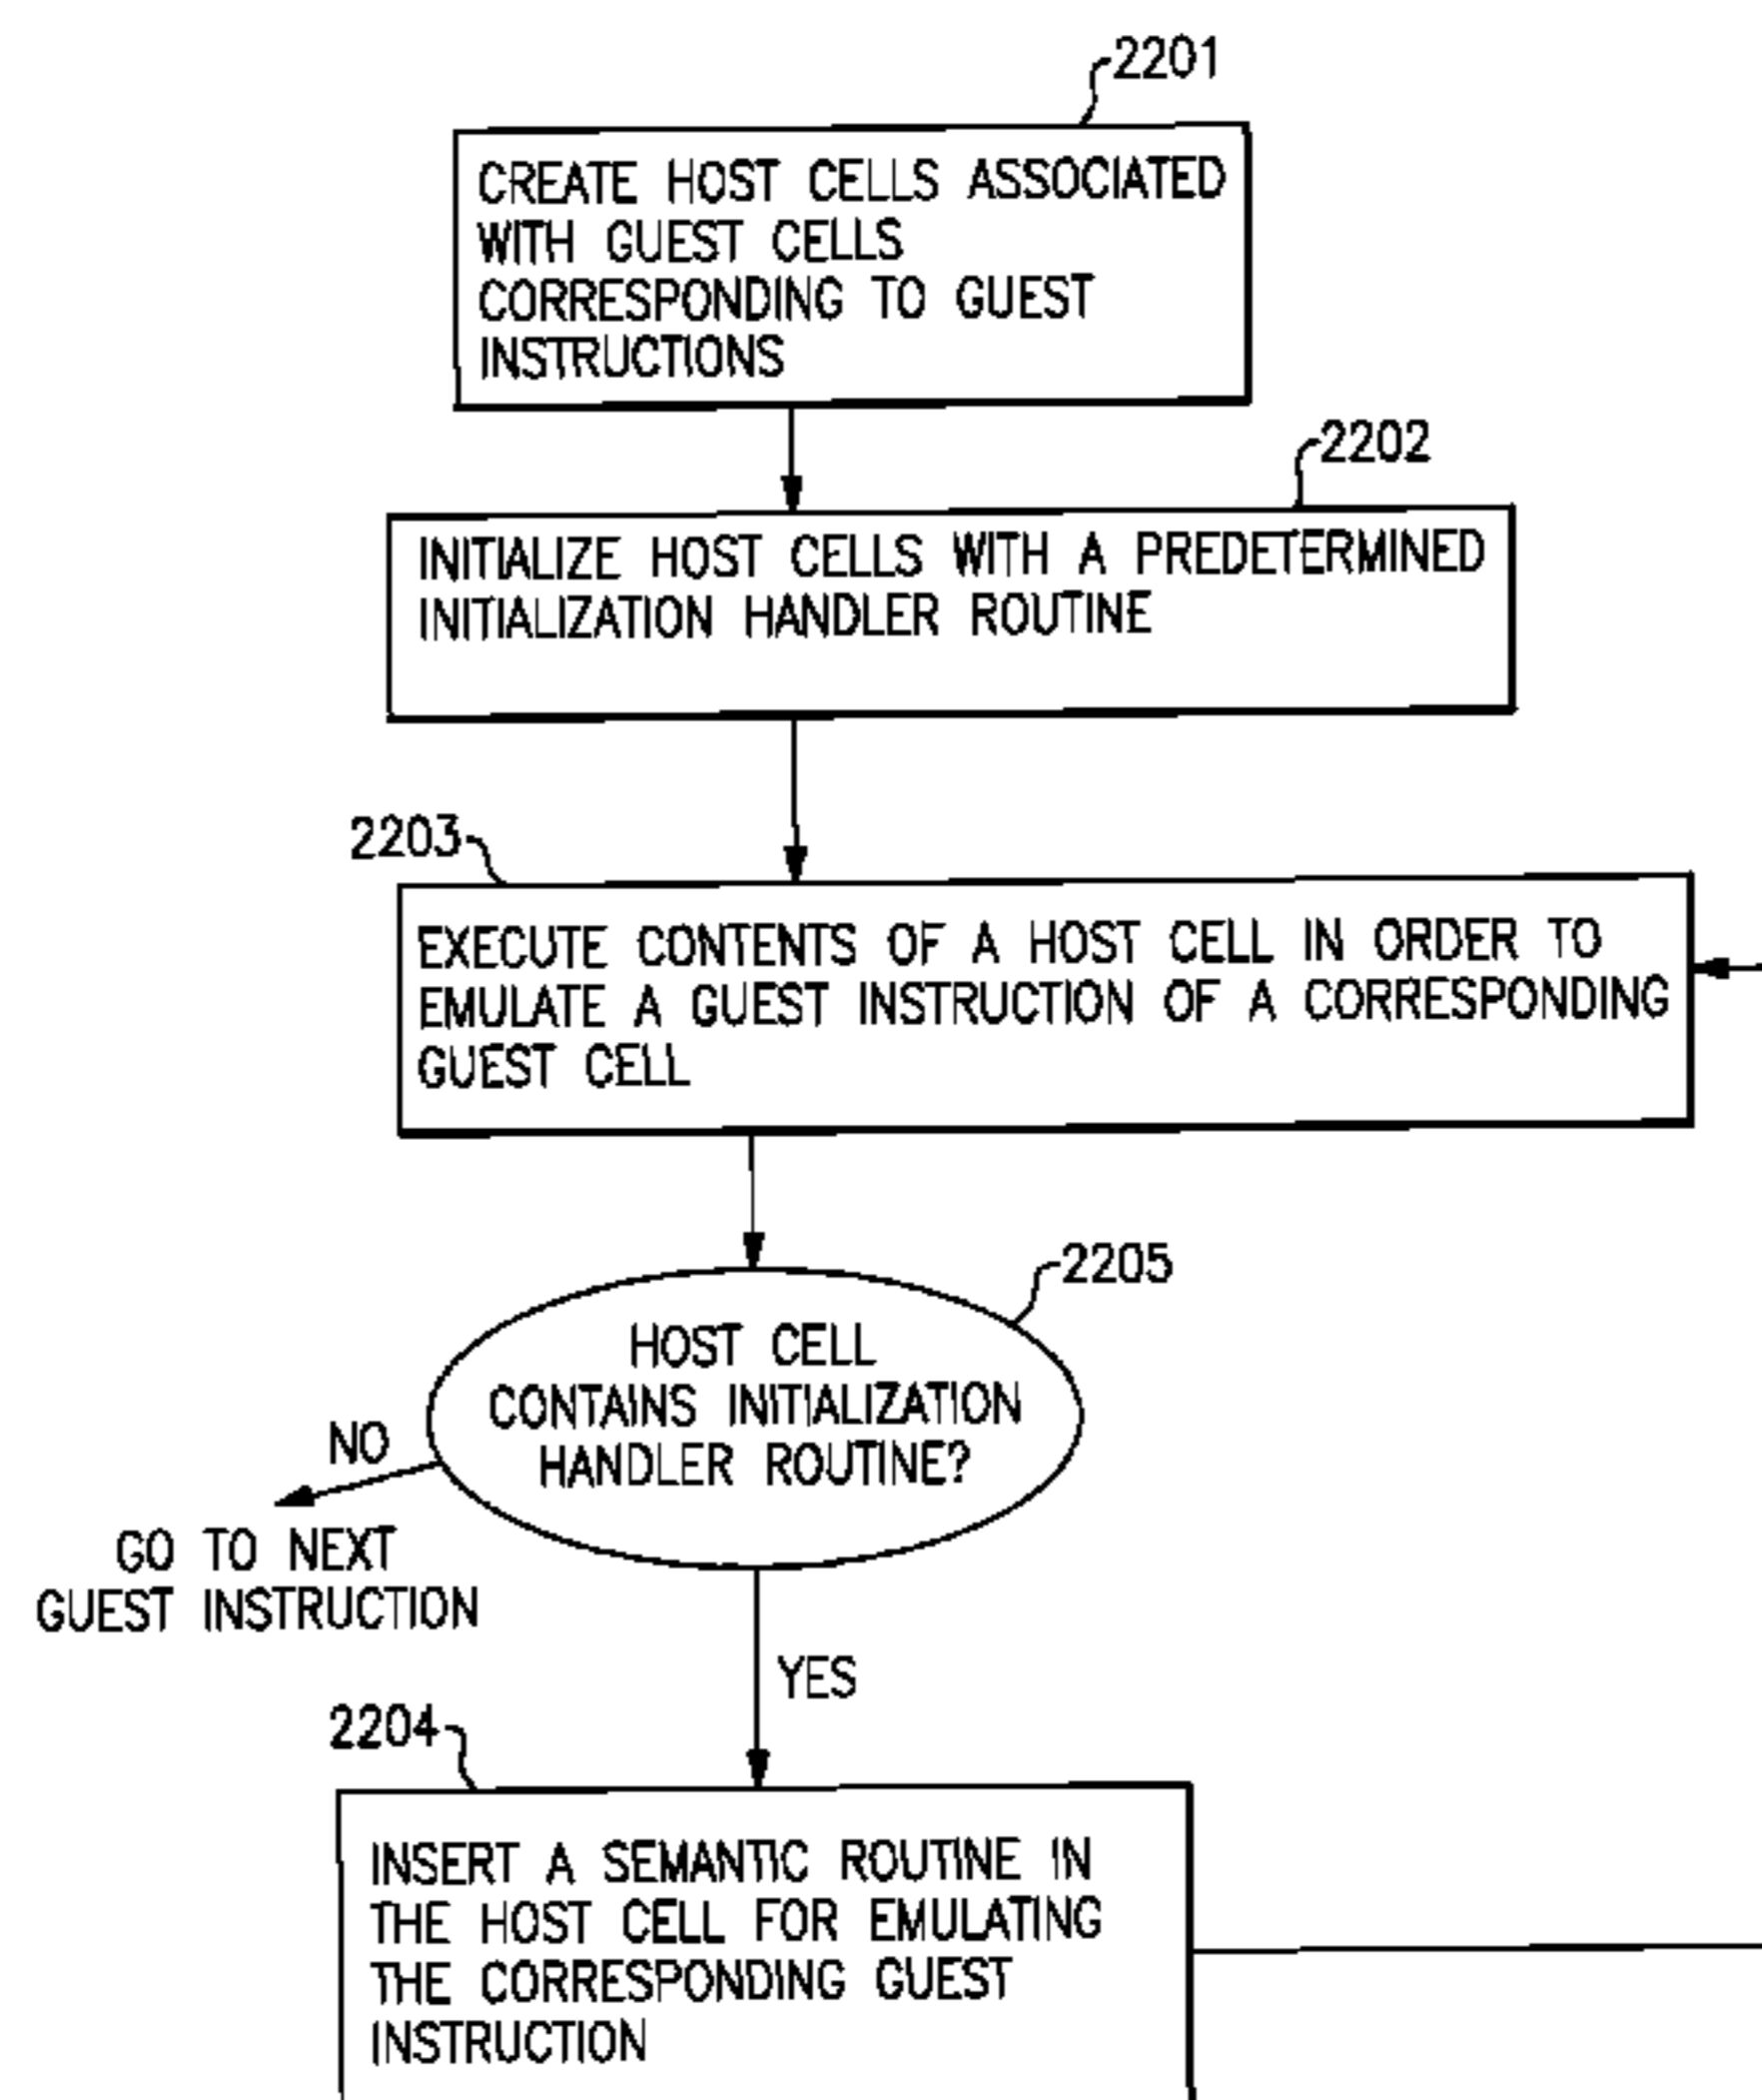 2201
CREATE HOST CELLS ASSOCIATED
WITH GUEST CELLS
CORRESPONDING TO GUEST
INSTRUCTIONS
2202
INITIALIZE HOST CELLS WITH A PREDETERMINED
INITIALIZATION HANDLER ROUTINE
2203
EXECUTE CONTENTS OF A HOST CELL IN ORDER TO
EMULATE A GUEST INSTRUCTION OF A CORRESPONDING
GUEST CELL
2205
HOST CELL
CONTAINS INITIALIZATION
HANDLER ROUTINE?
NO
GO TO NEXT
GUEST INSTRUCTION
YES
2204
INSERT A SEMANTIC ROUTINE IN
THE HOST CELL FOR EMULATING
THE CORRESPONDING GUEST
INSTRUCTION